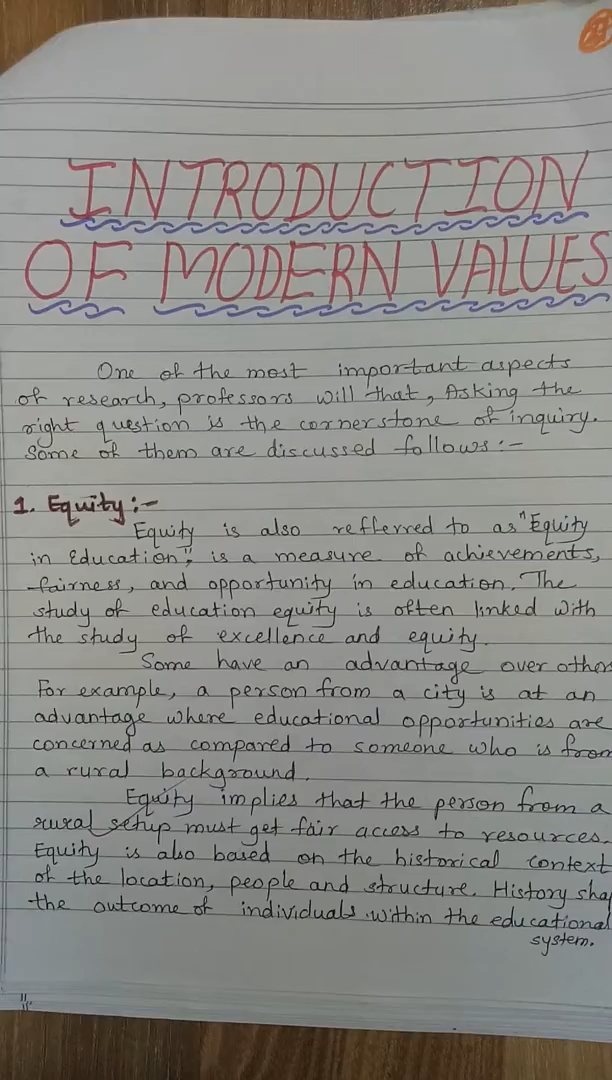 INTRODUCTION
OF MODERN VALUES
One of the most important aspects
of research, professors will that, Asking the
right question is the cornerstone of inquiry.
Some of them are discussed follows:-
1. Equity:-
Equity is also refferred to as "Equity
in Education", is a measure of achievements,
fairness, and opportunity in education. The
study of education equity is often linked with
the study of excellence and equity.
Some have an advantage over other
For example, a person from a city is at an
advantage where educational opportunities are
concerned as compared to someone who is from
a rural background.
Equity implies that the person from a
rural setup must get fair access to resources.
Equity is also based on the historical context
of the location, people and structure. History sha
the outcome of individuals within the educational
system.